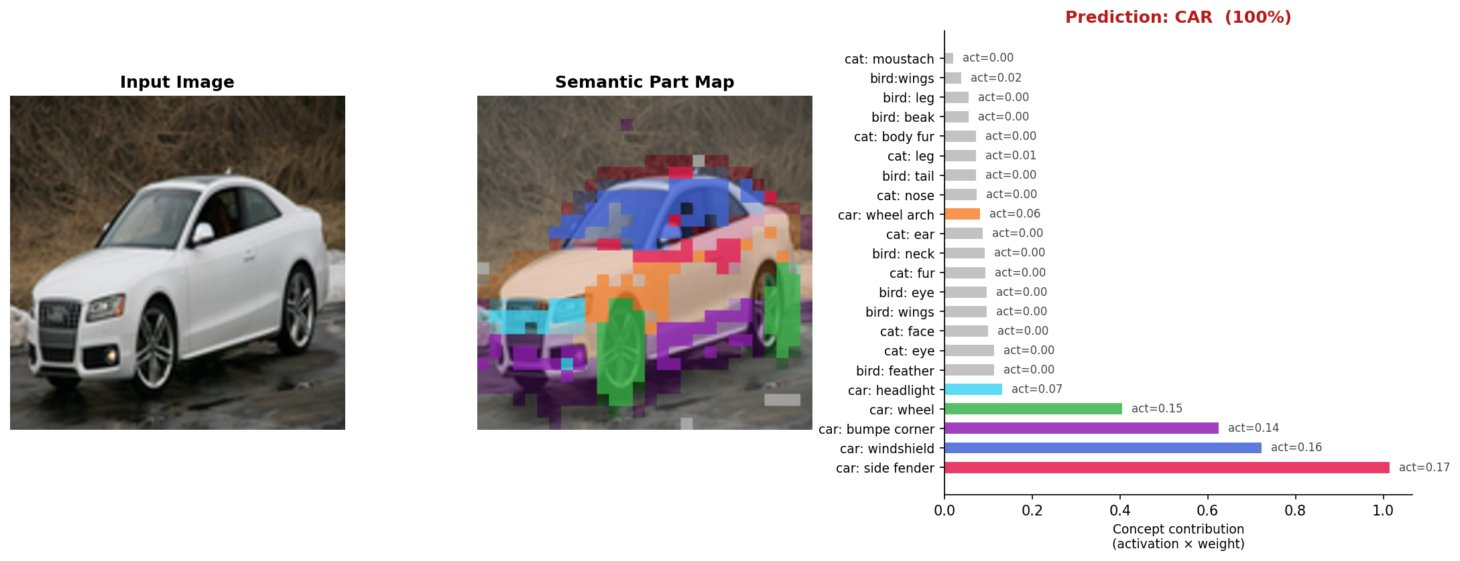 Input Image
Semantic Part Map
Prediction: CAR (100%)
cat: moustach act=0.00
bird:wings act=0.02
bird: leg act=0.00
bird: beak act=0.00
cat: body fur act=0.00
cat: leg act=0.01
bird: tail act=0.00
cat: nose act=0.00
car: wheel arch act=0.06
cat: ear act=0.00
bird: neck act=0.00
cat: fur act=0.00
bird: eye act=0.00
bird: wings act=0.00
cat: face act=0.00
cat: eye act=0.00
bird: feather act=0.00
car: headlight act=0.07
car: wheel act=0.15
car: bumpe corner act=0.14
car: windshield act=0.16
car: side fender act=0.17
0.0 0.2 0.4 0.6 0.8 1.0
Concept contribution
(activation × weight)